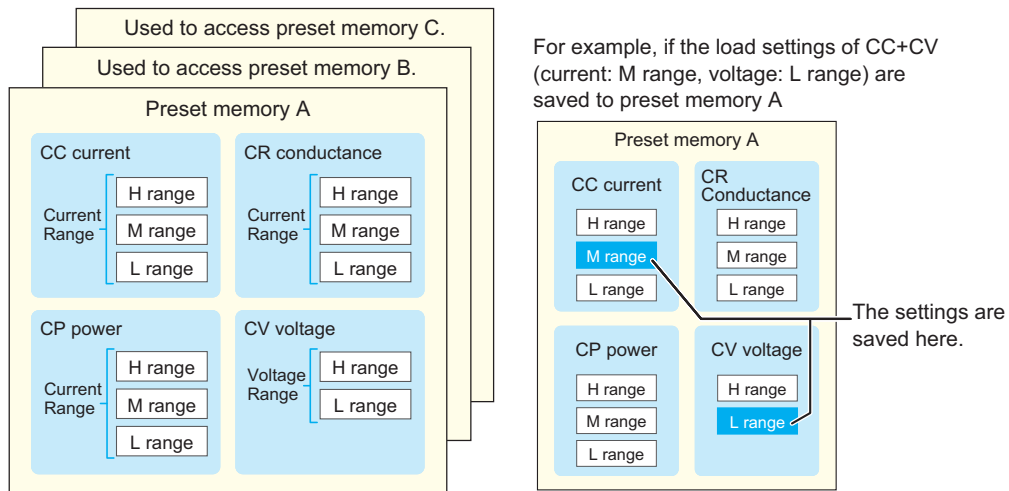 Used to access preset memory C.
Used to access preset memory B.
Preset memory A
CC current
Current
Range
H range
M range
L range
CR conductance
Current
Range
H range
M range
L range
CP power
Current
Range
H range
M range
L range
CV voltage
Voltage
Range
H range
L range
For example, if the load settings of CC+CV
(current: M range, voltage: L range) are
saved to preset memory A
Preset memory A
CC current
H range
M range
L range
CR
Conductance
H range
M range
L range
CP power
H range
M range
L range
CV voltage
H range
L range
The settings are
saved here.